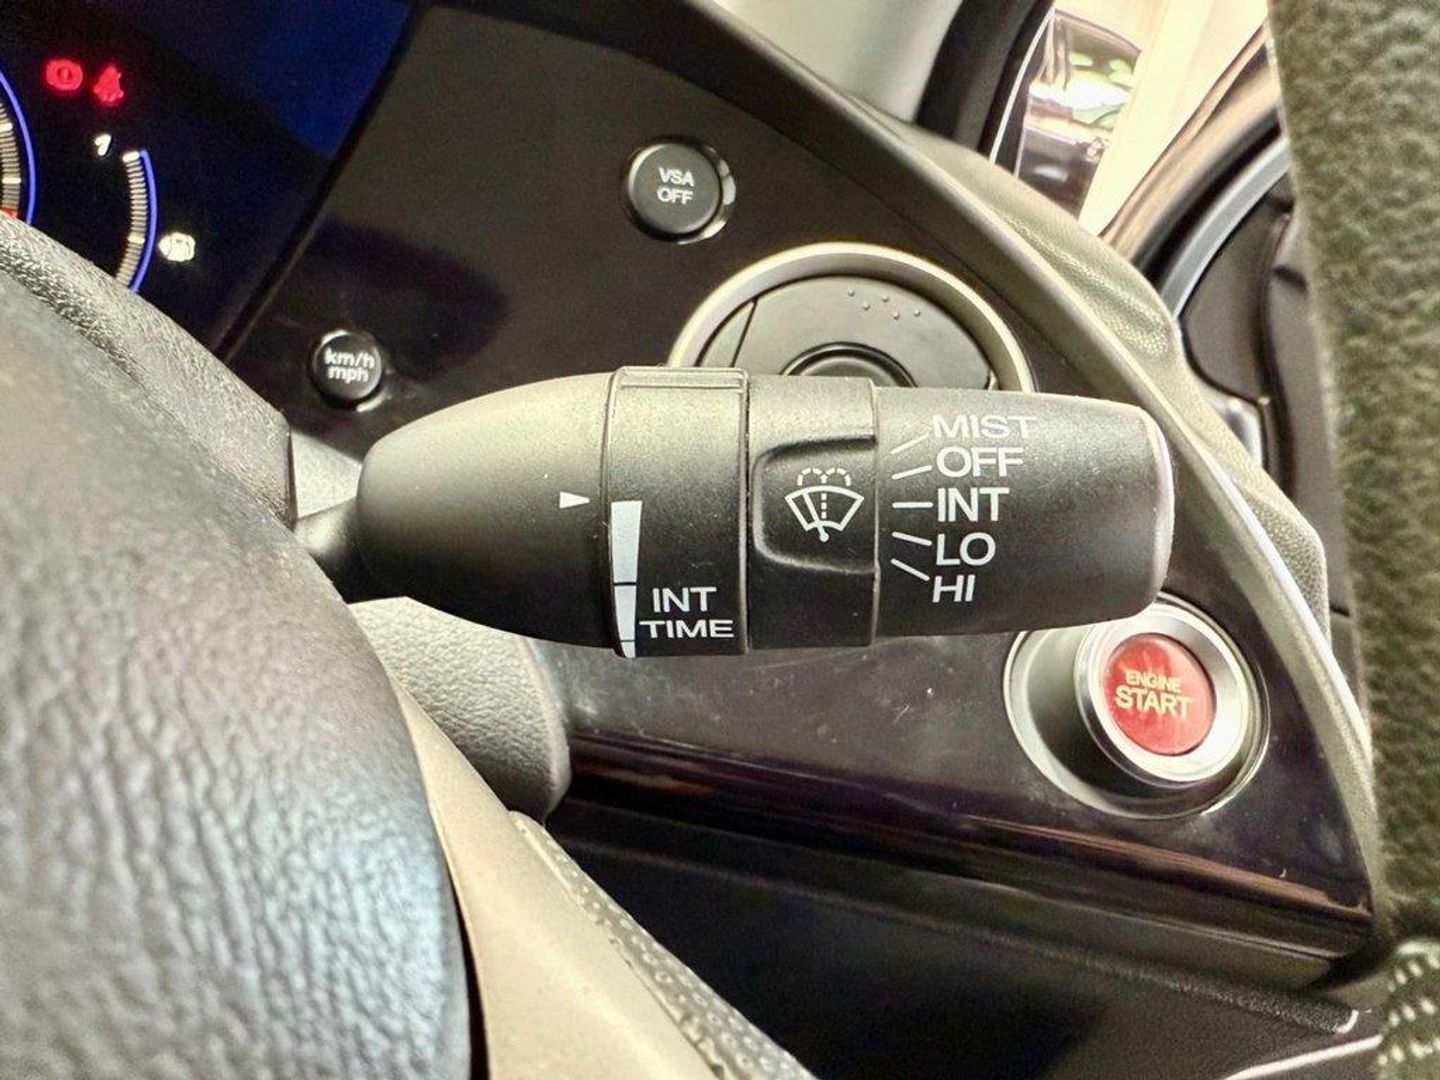 VSA
OFF
km/h
mph
MIST
OFF
INT
LO
HI
INT
TIME
ENGINE
START